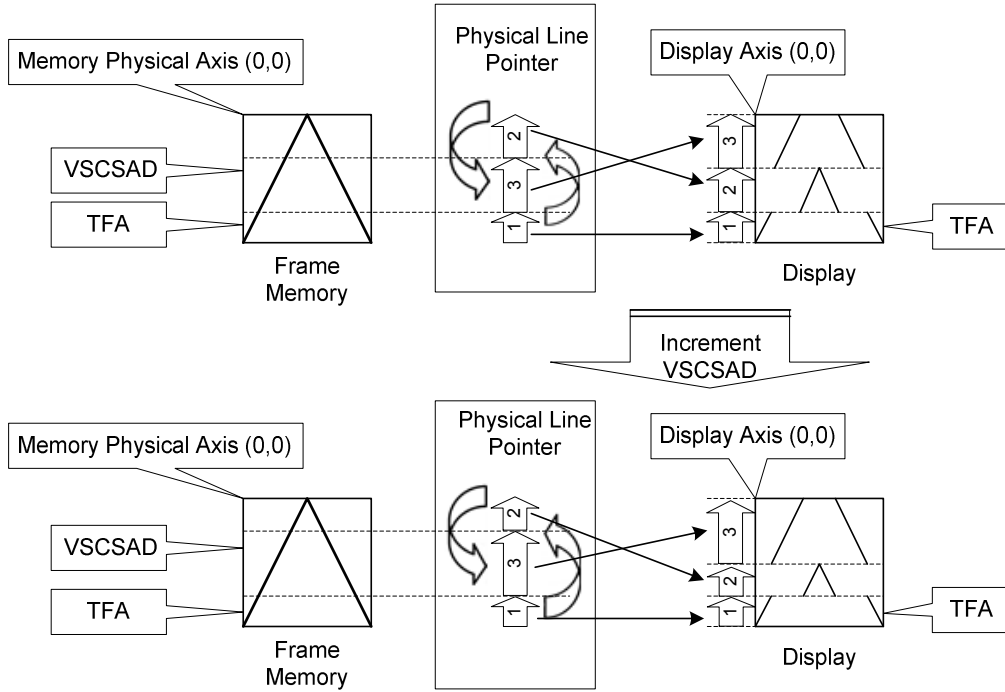 Memory Physical Axis (0,0)
Physical Line
Pointer
Display Axis (0,0)
VSCSAD
TFA
2
3
1
3
2
1
TFA
Frame
Memory
Display
Increment
VSCSAD
Memory Physical Axis (0,0)
Physical Line
Pointer
Display Axis (0,0)
VSCSAD
TFA
2
3
1
3
2
1
TFA
Frame
Memory
Display